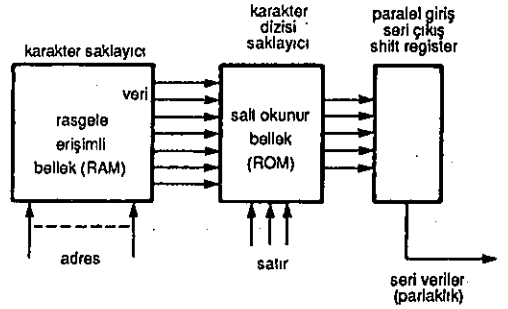 karakter saklayıcı
karakter
dizisi
saklayıcı
paralel giriş
seri çıkış
shift register
veri
rasgele
erişimli
bellek (RAM)
salt okunur
bellek
(ROM)
adres
satır
seri veriler
(parlaklık)